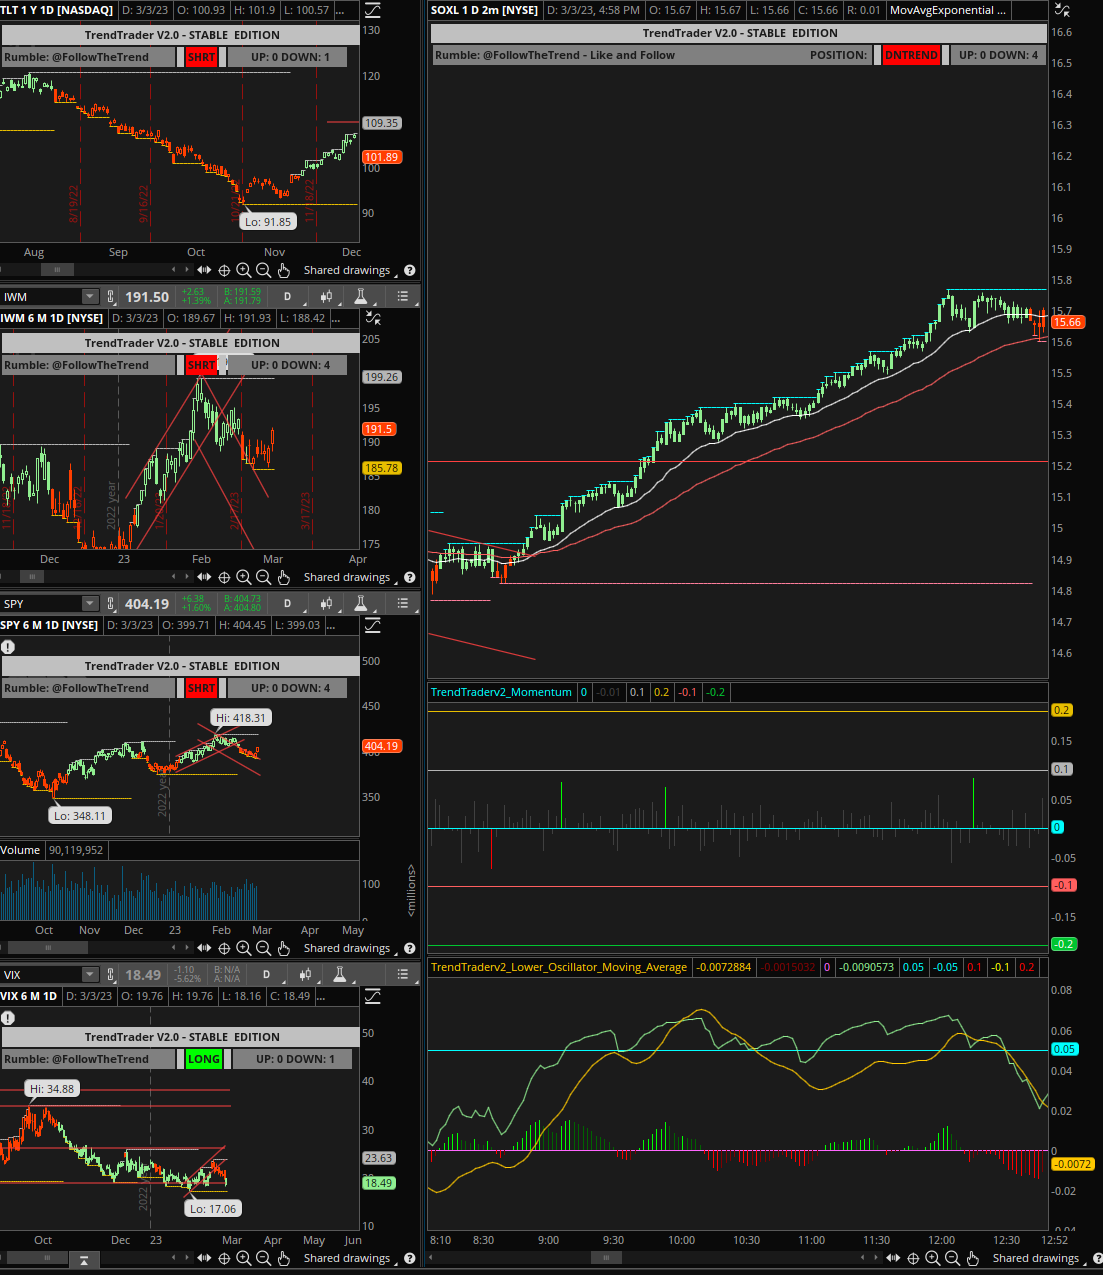 TLT 1 Y 1D [NASDAQ] D: 3/3/23 O: 100.93 H: 101.9 L: 100.57 ...
TrendTrader V2.0 - STABLE EDITION
Rumble: @FollowTheTrend SHRT UP: 0 DOWN: 1
130
120
109.35
101.89
100
90
8/19/22
9/16/22
Lo: 91.85
Aug Sep Oct Nov Dec
Shared drawings
IWM 191.50 +2.63 +1.39% B: 191.59 A: 191.79 D
IWM 6 M 1D [NYSE] D: 3/3/23 O: 189.67 H: 191.93 L: 188.42 ...
TrendTrader V2.0 - STABLE EDITION
Rumble: @FollowTheTrend SHRT UP: 0 DOWN: 4
205
199.26
195
191.5
190
185.78
185
180
175
2022 year
3/17/23
Dec 23 Feb Mar Apr
Shared drawings
SPY 404.19 +6.38 +1.60% B: 404.73 A: 404.80 D
SPY 6 M 1D [NYSE] D: 3/3/23 O: 399.71 H: 404.45 L: 399.03 ...
TrendTrader V2.0 - STABLE EDITION
Rumble: @FollowTheTrend SHRT UP: 0 DOWN: 4
500
450
404.19
350
Hi: 418.31
Lo: 348.11
Volume 90,119,952
100
0
<millions>
Oct Nov Dec 23 Feb Mar Apr May
Shared drawings
VIX 18.49 -1.10 -5.62% B: N/A A: N/A D
VIX 6 M 1D D: 3/3/23 O: 19.76 H: 19.76 L: 18.16 C: 18.49 ...
TrendTrader V2.0 - STABLE EDITION
Rumble: @FollowTheTrend LONG UP: 0 DOWN: 1
50
40
30
23.63
18.49
10
Hi: 34.88
Lo: 17.06
Oct Dec 23 Mar Apr May Jun
Shared drawings
SOXL 1 D 2m [NYSE] D: 3/3/23, 4:58 PM O: 15.67 H: 15.67 L: 15.66 C: 15.66 R: 0.01 MovAvgExponential ...
TrendTrader V2.0 - STABLE EDITION
Rumble: @FollowTheTrend - Like and Follow POSITION: DNTREND UP: 0 DOWN: 4
16.6
16.5
16.4
16.3
16.2
16.1
16
15.9
15.8
15.7
15.66
15.6
15.5
15.4
15.3
15.2
15.1
15
14.9
14.8
14.7
14.6
TrendTraderv2_Momentum 0 -0.01 0.1 0.2 -0.1 -0.2
0.2
0.15
0.1
0.05
0
-0.05
-0.1
-0.15
-0.2
TrendTraderv2_Lower_Oscillator_Moving_Average -0.0072884 -0.0015032 0 -0.0090573 0.05 -0.05 0.1 -0.1 0.2
0.08
0.06
0.05
0.04
0.02
0
-0.0072
-0.02
-0.04
8:10 8:30 9:00 9:30 10:00 10:30 11:00 11:30 12:00 12:30 12:52
Shared drawings